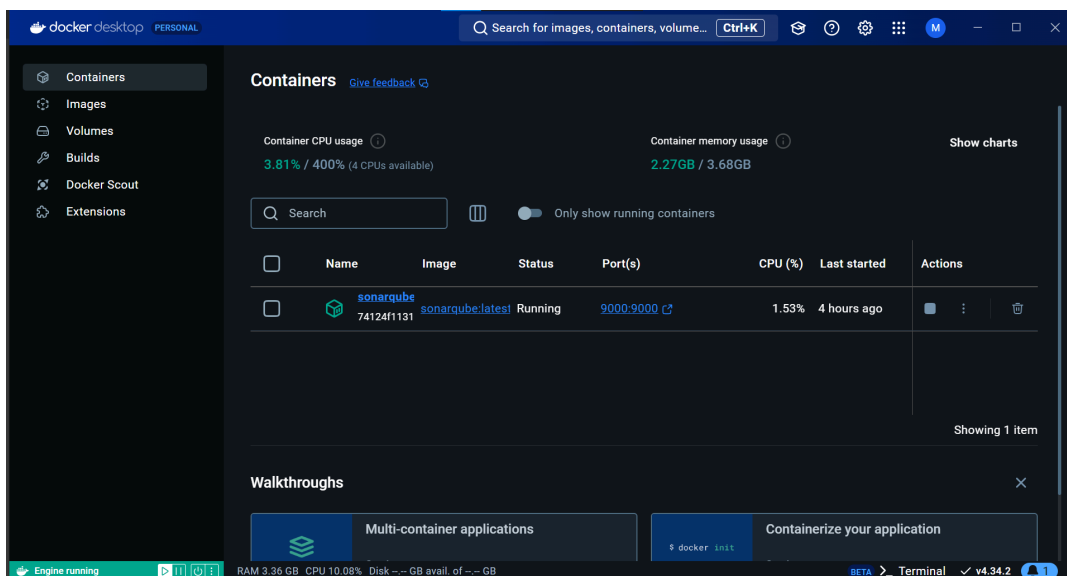 docker desktop PERSONAL
Search for images, containers, volume... Ctrl+K
M
Containers
Images
Volumes
Builds
Docker Scout
Extensions
Containers Give feedback
Container CPU usage
3.81% / 400% (4 CPUs available)
Container memory usage
2.27GB / 3.68GB
Show charts
Search
Only show running containers
Name Image Status Port(s) CPU (%) Last started Actions
sonarqube
74124f1131
sonarqube:latest Running 9000:9000 1.53% 4 hours ago
Showing 1 item
Walkthroughs
Multi-container applications
$ docker init
Containerize your application
Engine running
RAM 3.36 GB CPU 10.08% Disk --.-- GB avail. of --.-- GB
BETA >_ Terminal v4.34.2 1